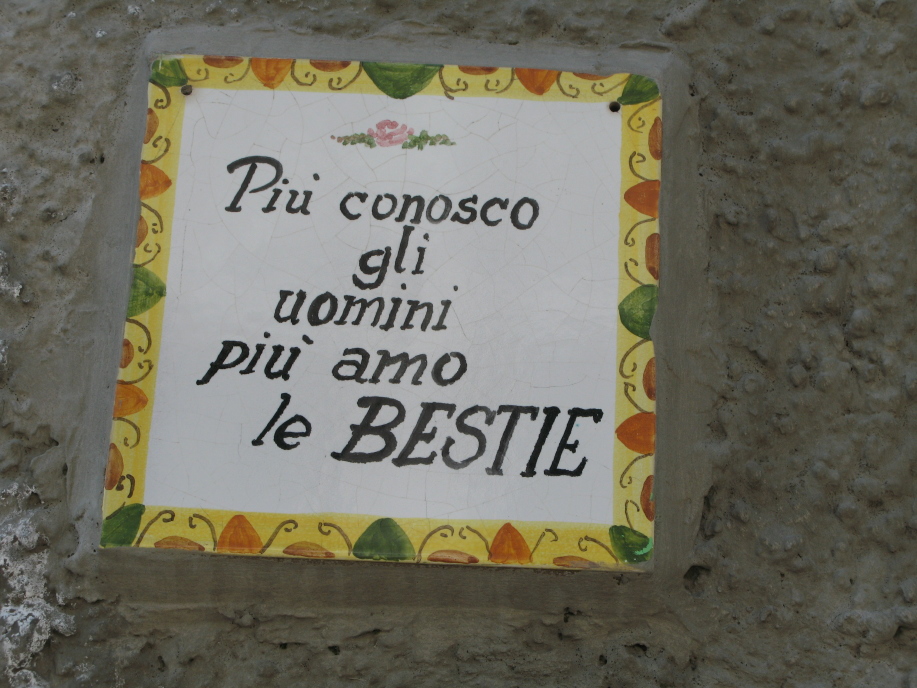 Più conosco
gli
uomini
più amo
le BESTIE